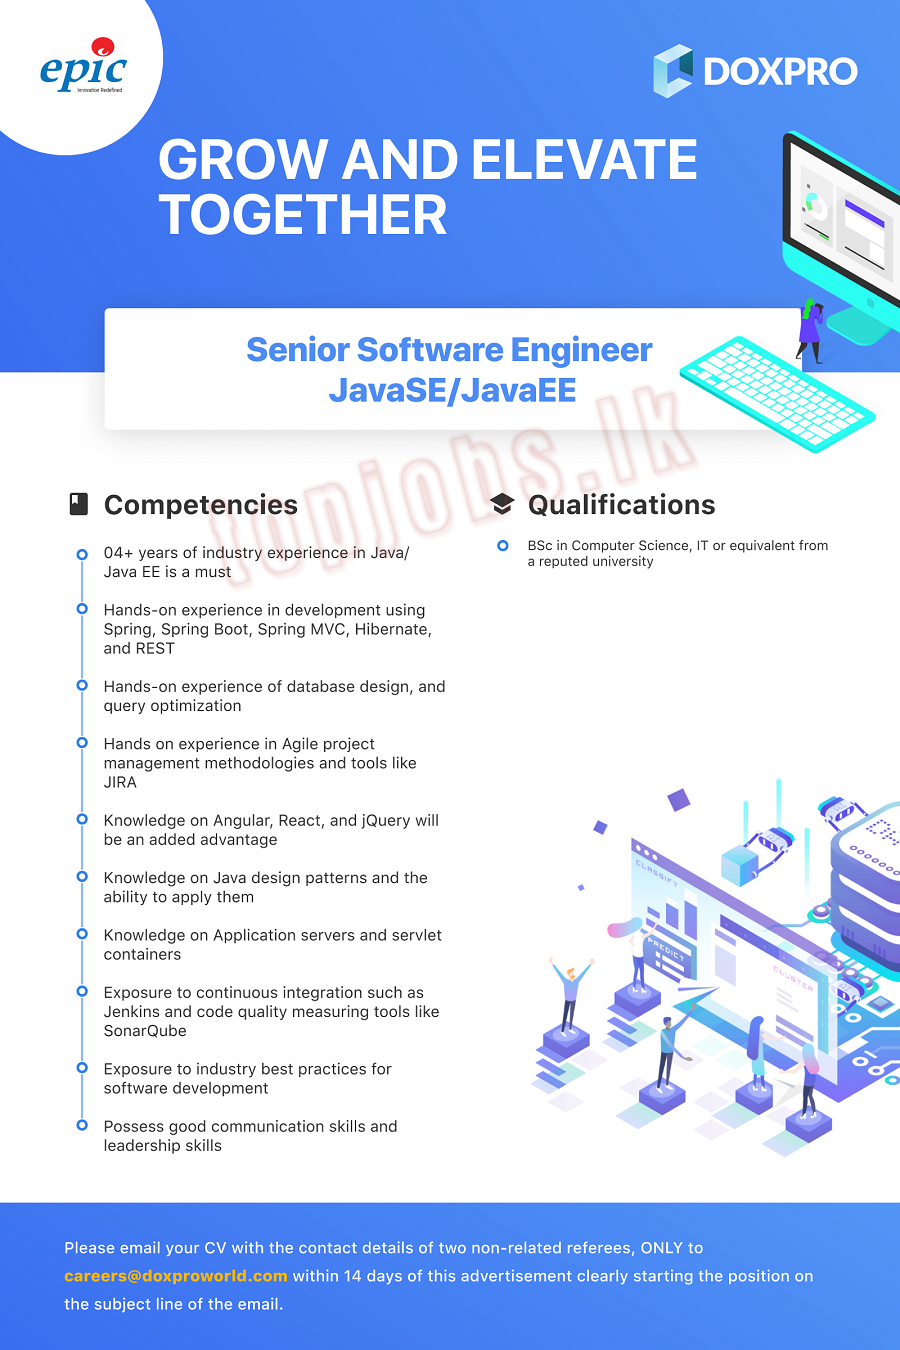 epic
Innovation Redefined
DOXPRO
GROW AND ELEVATE
TOGETHER
Senior Software Engineer
JavaSE/JavaEE
topjobs.lk
Competencies
04+ years of industry experience in Java/
Java EE is a must
Hands-on experience in development using
Spring, Spring Boot, Spring MVC, Hibernate,
and REST
Hands-on experience of database design, and
query optimization
Hands on experience in Agile project
management methodologies and tools like
JIRA
Knowledge on Angular, React, and jQuery will
be an added advantage
Knowledge on Java design patterns and the
ability to apply them
Knowledge on Application servers and servlet
containers
Exposure to continuous integration such as
Jenkins and code quality measuring tools like
SonarQube
Exposure to industry best practices for
software development
Possess good communication skills and
leadership skills
Qualifications
BSc in Computer Science, IT or equivalent from
a reputed university
CLASSIFY
PREDICT
CLUSTER
Please email your CV with the contact details of two non-related referees, ONLY to
careers@doxproworld.com within 14 days of this advertisement clearly starting the position on
the subject line of the email.